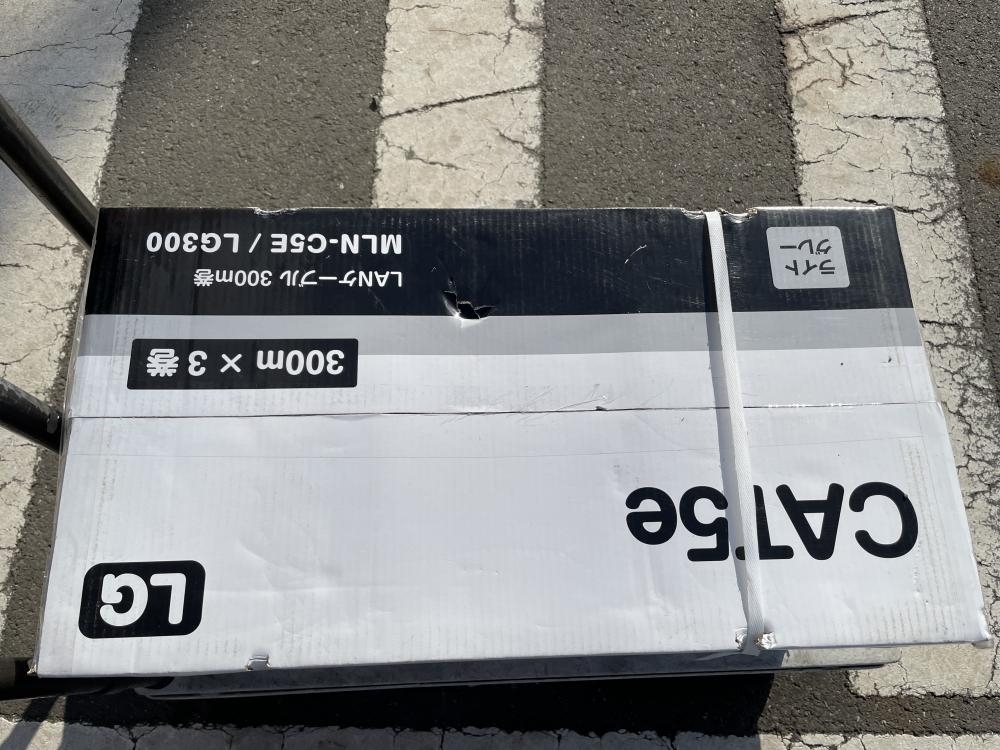 LG
CAT5e
300m × 3 巻
LANケーブル 300m巻
MLN-C5E / LG300
ライト
グレー